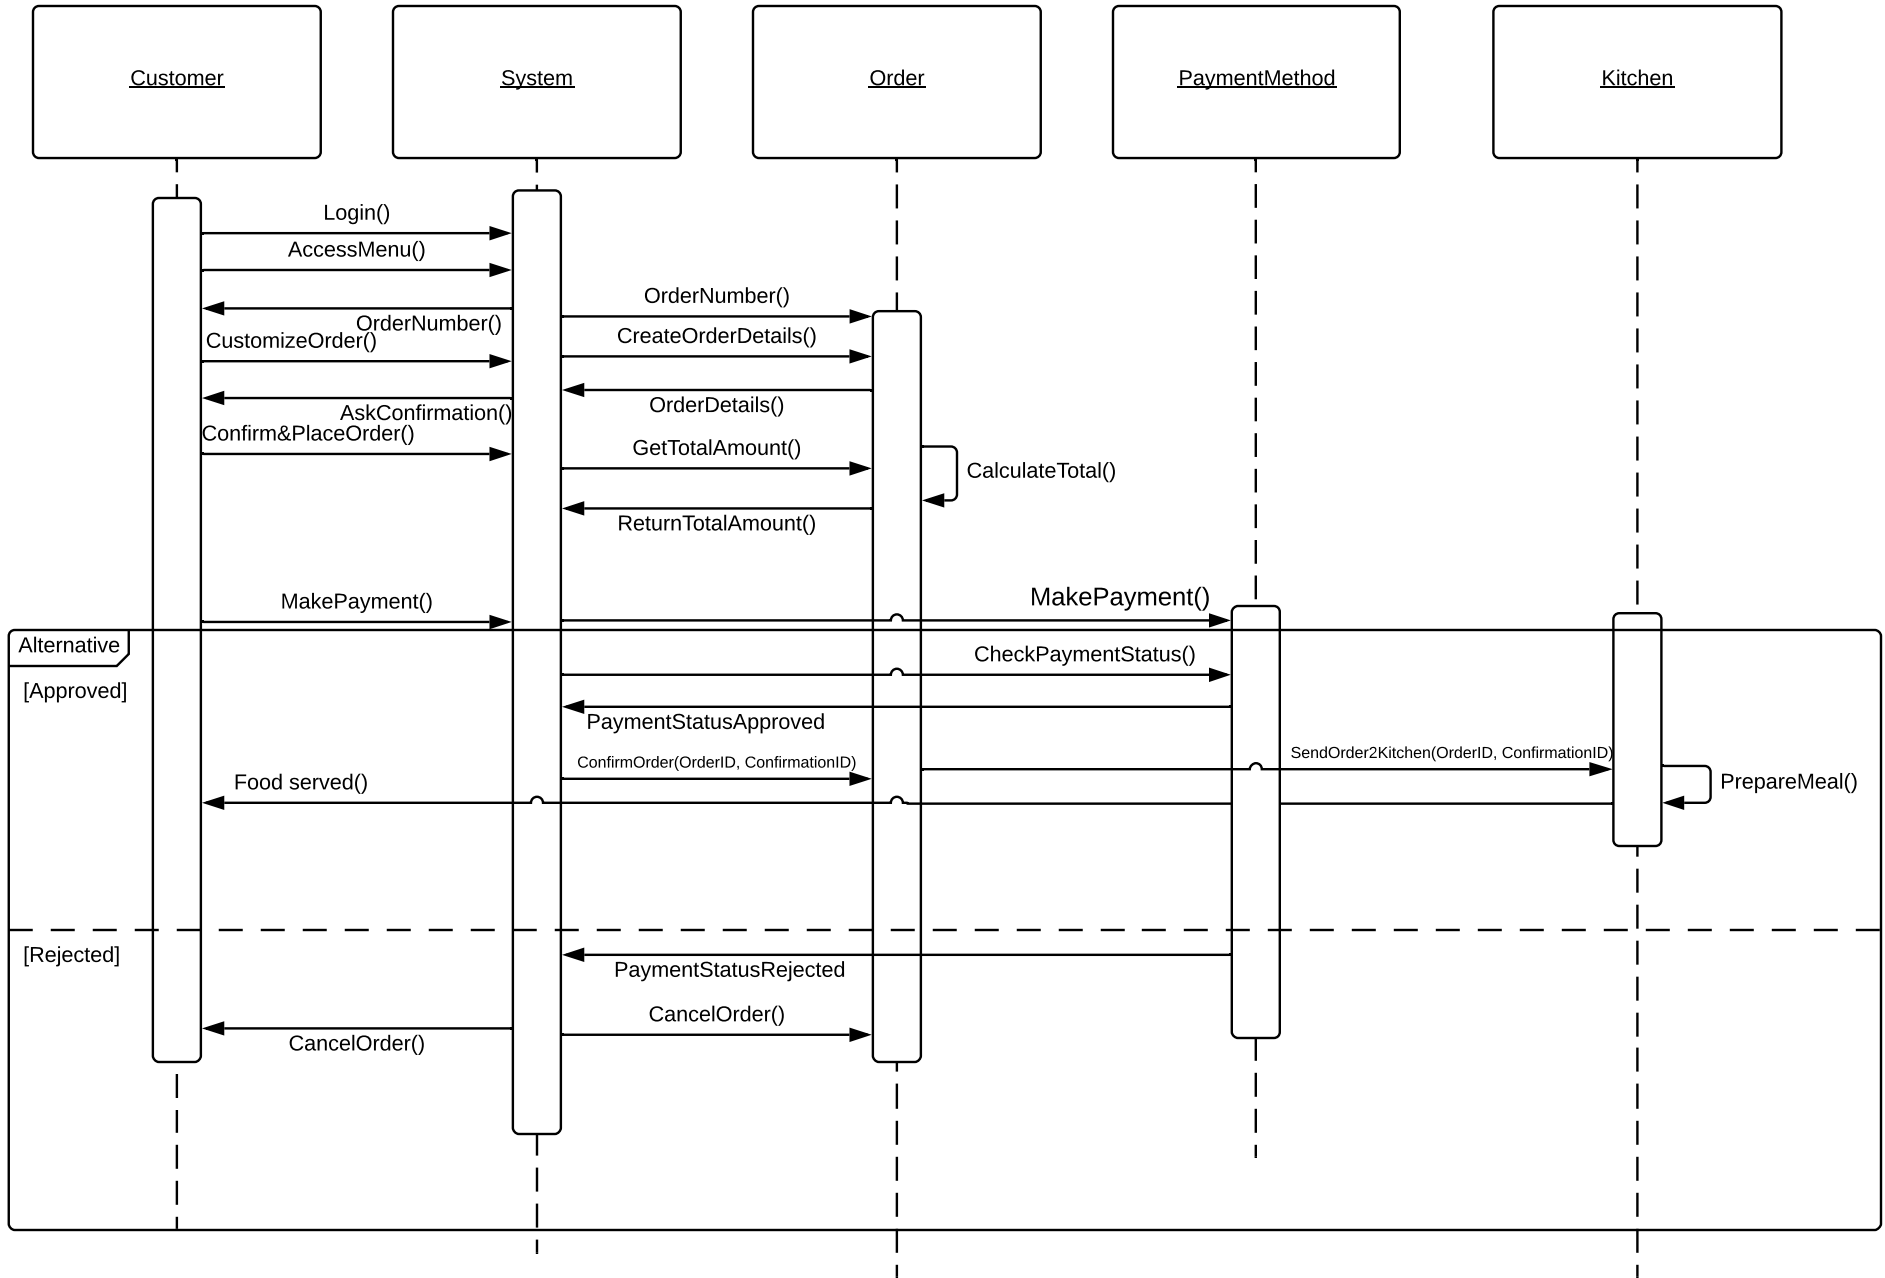 Customer
System
Order
PaymentMethod
Kitchen
Login()
AccessMenu()
OrderNumber()
OrderNumber()
CustomizeOrder()
CreateOrderDetails()
OrderDetails()
AskConfirmation()
Confirm&PlaceOrder()
GetTotalAmount()
CalculateTotal()
ReturnTotalAmount()
MakePayment()
MakePayment()
Alternative
CheckPaymentStatus()
[Approved]
PaymentStatusApproved
SendOrder2Kitchen(OrderID, ConfirmationID)
ConfirmOrder(OrderID, ConfirmationID)
Food served()
PrepareMeal()
[Rejected]
PaymentStatusRejected
CancelOrder()
CancelOrder()